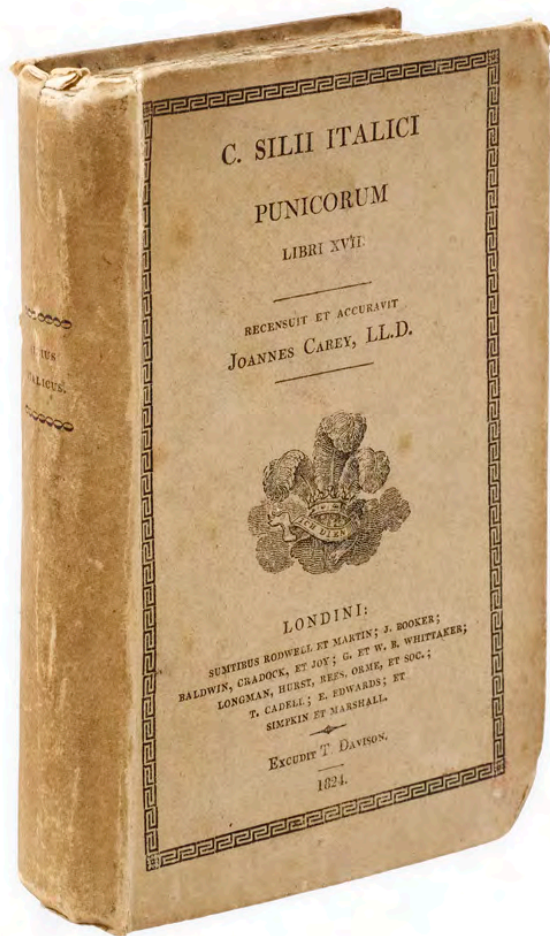 C. SILII ITALICI
PUNICORUM
LIBRI XVII.
RECENSUIT ET ACCURAVIT
JOANNES CAREY, LL.D.
ICH DIEN
LONDINI:
SUMTIBUS RODWELL ET MARTIN; J. BOOKER;
BALDWIN, CRADOCK, ET JOY; G. ET W. B. WHITTAKER;
LONGMAN, HURST, REES, ORME, ET SOC.;
T. CADELL; E. EDWARDS; ET
SIMPKIN ET MARSHALL.
EXCUDIT T. DAVISON.
1824.